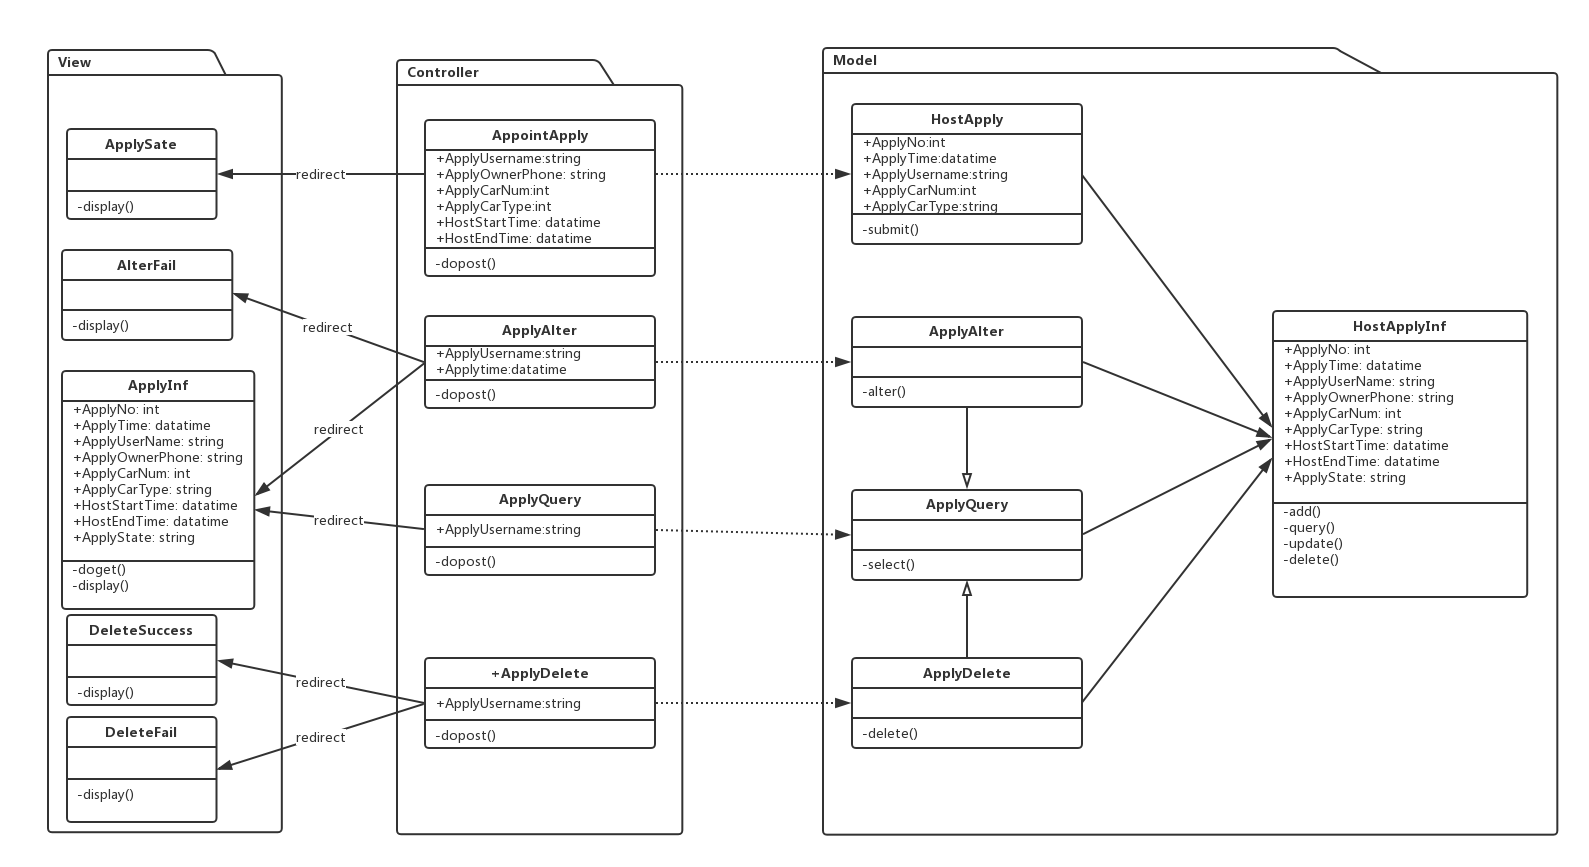 View
ApplySate
-display()
AlterFail
-display()
ApplyInf
+ApplyNo: int
+ApplyTime: datatime
+ApplyUserName: string
+ApplyOwnerPhone: string
+ApplyCarNum: int
+ApplyCarType: string
+HostStartTime: datatime
+HostEndTime: datatime
+ApplyState: string
-doget()
-display()
DeleteSuccess
-display()
DeleteFail
-display()
redirect
redirect
redirect
redirect
redirect
redirect
Controller
AppointApply
+ApplyUsername:string
+ApplyOwnerPhone: string
+ApplyCarNum:int
+ApplyCarType:int
+HostStartTime: datatime
+HostEndTime: datatime
-dopost()
ApplyAlter
+ApplyUsername:string
+Applytime:datatime
-dopost()
ApplyQuery
+ApplyUsername:string
-dopost()
+ApplyDelete
+ApplyUsername:string
-dopost()
Model
HostApply
+ApplyNo:int
+ApplyTime:datatime
+ApplyUsername:string
+ApplyCarNum:int
+ApplyCarType:string
-submit()
ApplyAlter
-alter()
ApplyQuery
-select()
ApplyDelete
-delete()
HostApplyInf
+ApplyNo: int
+ApplyTime: datatime
+ApplyUserName: string
+ApplyOwnerPhone: string
+ApplyCarNum: int
+ApplyCarType: string
+HostStartTime: datatime
+HostEndTime: datatime
+ApplyState: string
-add()
-query()
-update()
-delete()